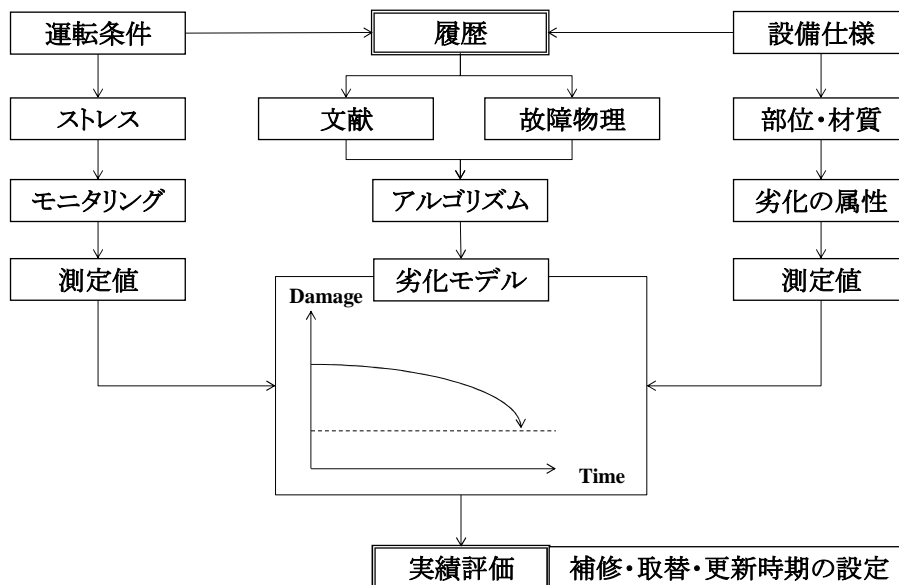 運転条件
履歴
設備仕様
ストレス
文献
故障物理
部位・材質
モニタリング
アルゴリズム
劣化の属性
測定値
劣化モデル
測定値
Damage
Time
実績評価
補修・取替・更新時期の設定